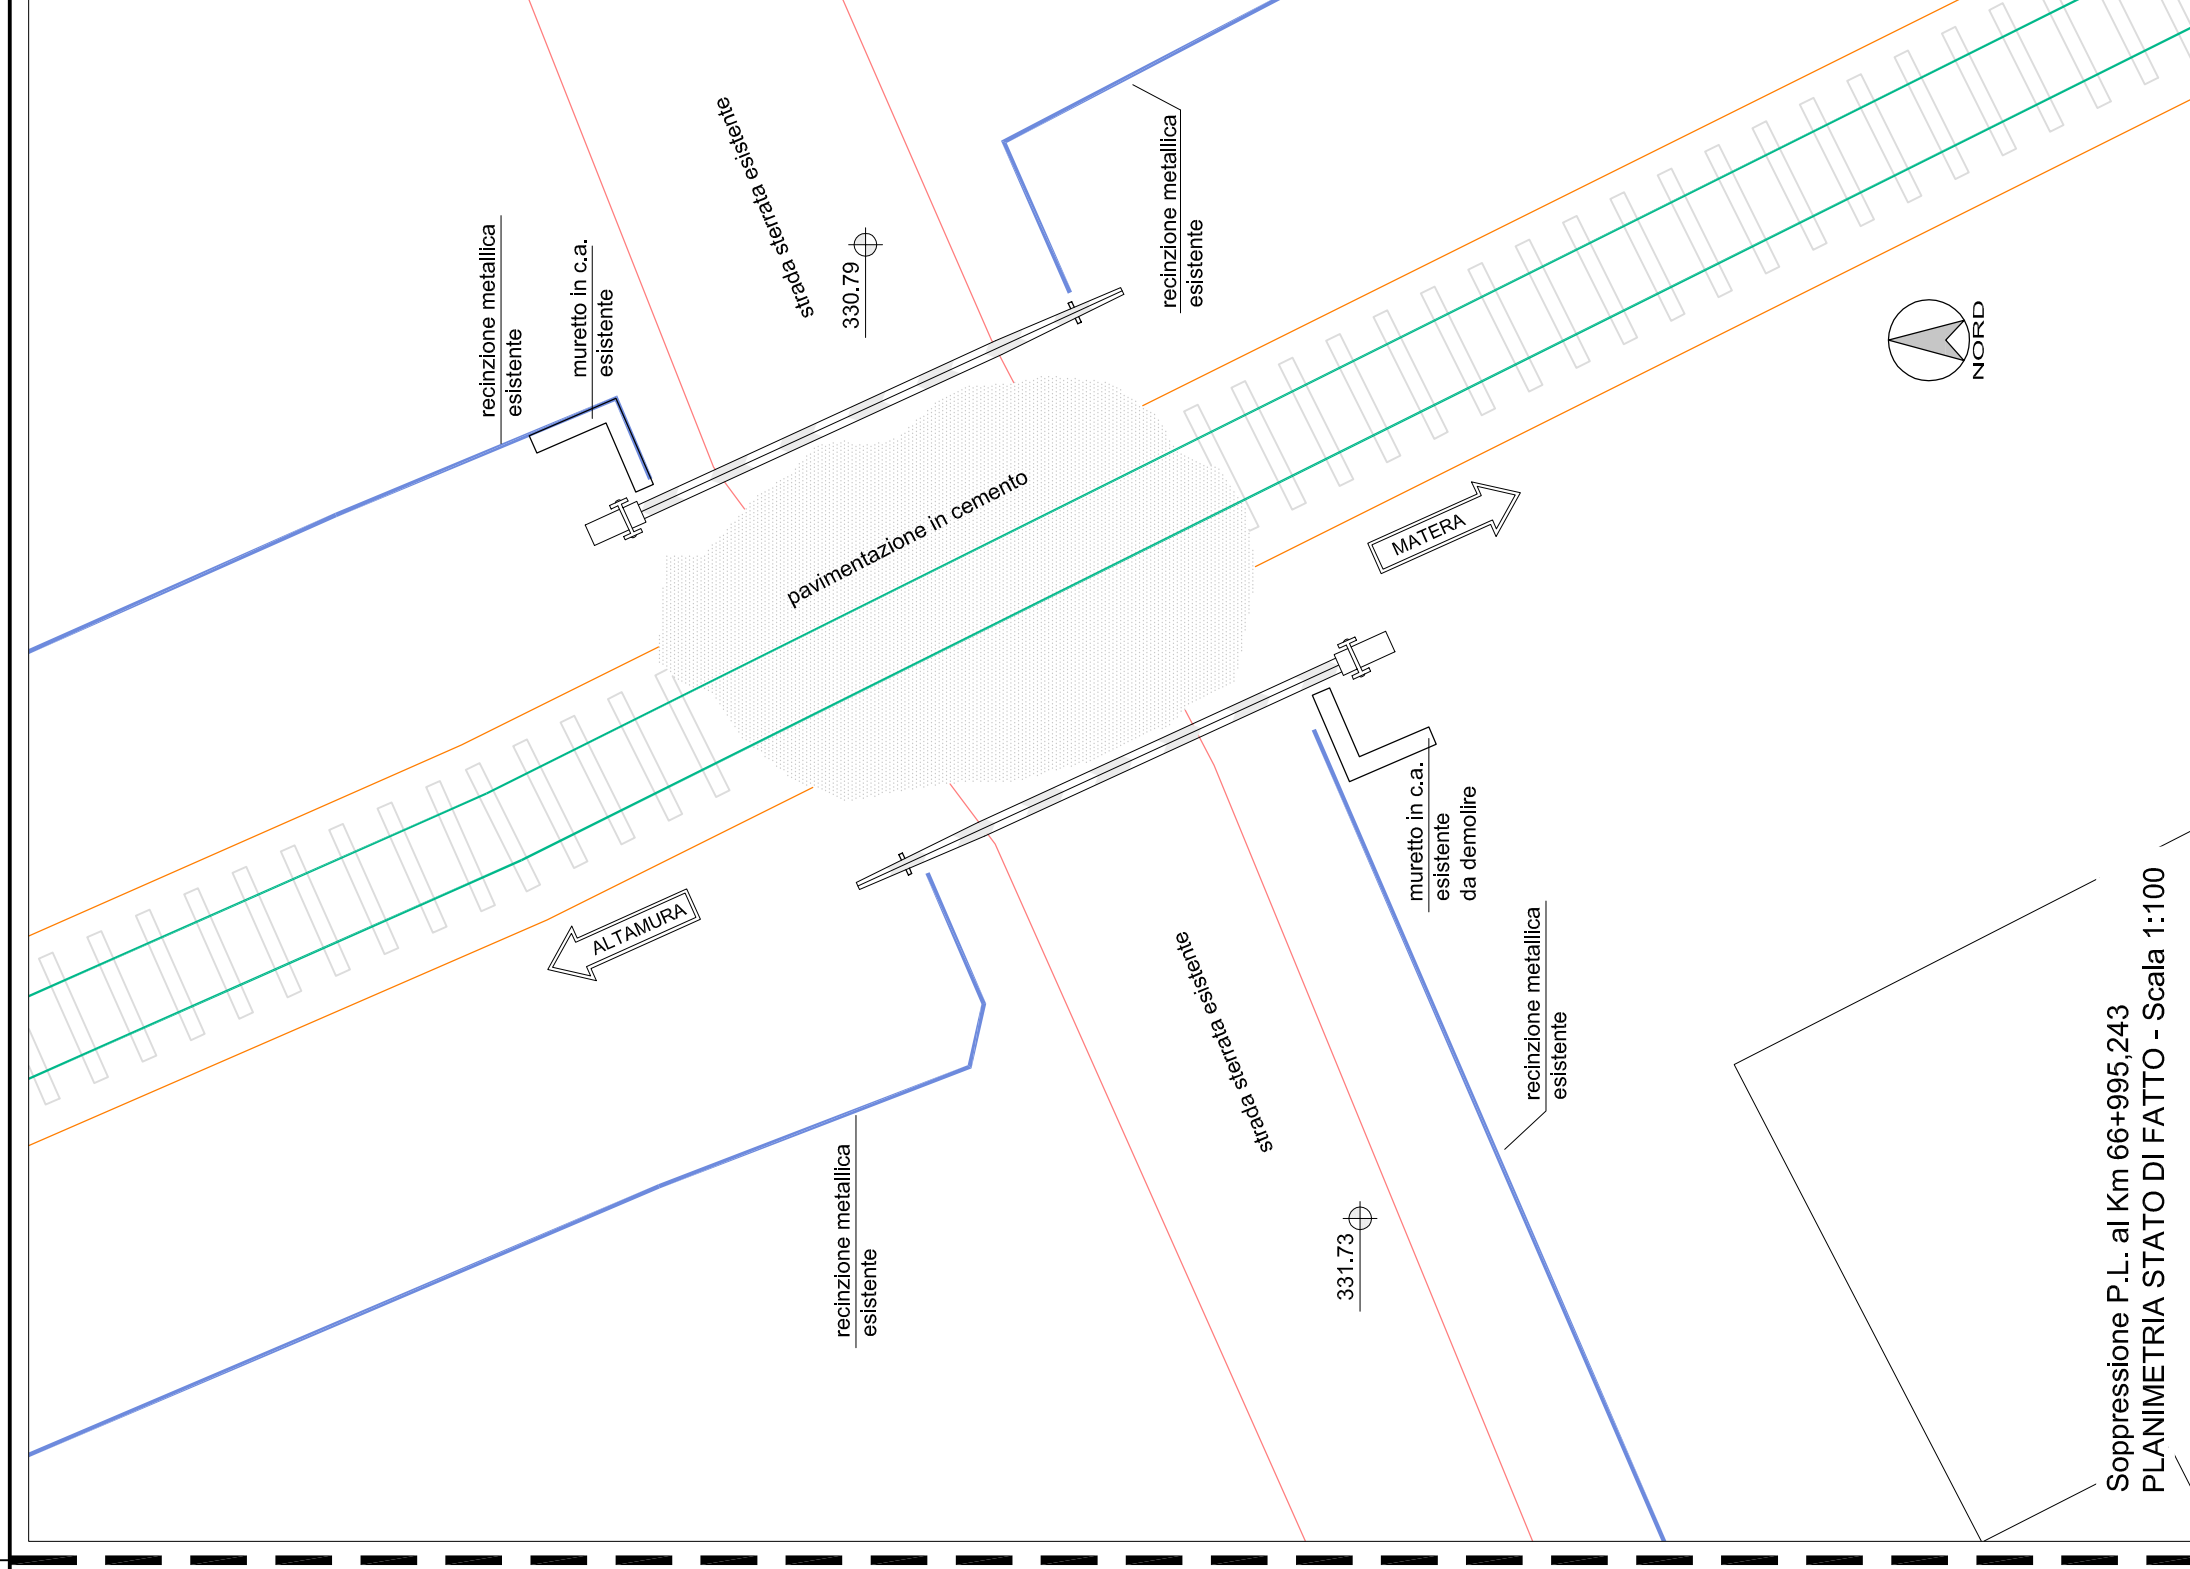 recinzione metallica
esistente
muretto in c.a.
esistente
strada sterrata esistente
330.79
recinzione metallica
esistente
pavimentazione in cemento
NORD
MATERA
ALTAMURA
muretto in c.a.
esistente
da demolire
recinzione metallica
esistente
strada sterrata esistente
331.73
recinzione metallica
esistente
Soppressione P.L. al Km 66+995,243
PLANIMETRIA STATO DI FATTO - Scala 1:100